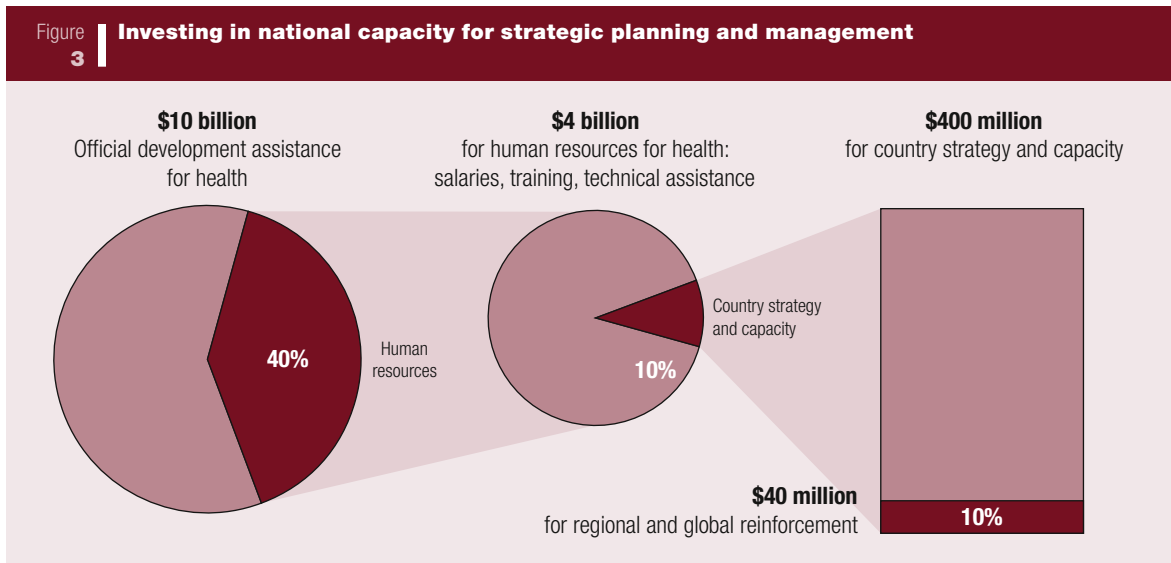 Figure
3
Investing in national capacity for strategic planning and management
$10 billion
Official development assistance
for health
40%
Human
resources
$4 billion
for human resources for health:
salaries, training, technical assistance
Country strategy
and capacity
10%
$400 million
for country strategy and capacity
$40 million
for regional and global reinforcement
10%